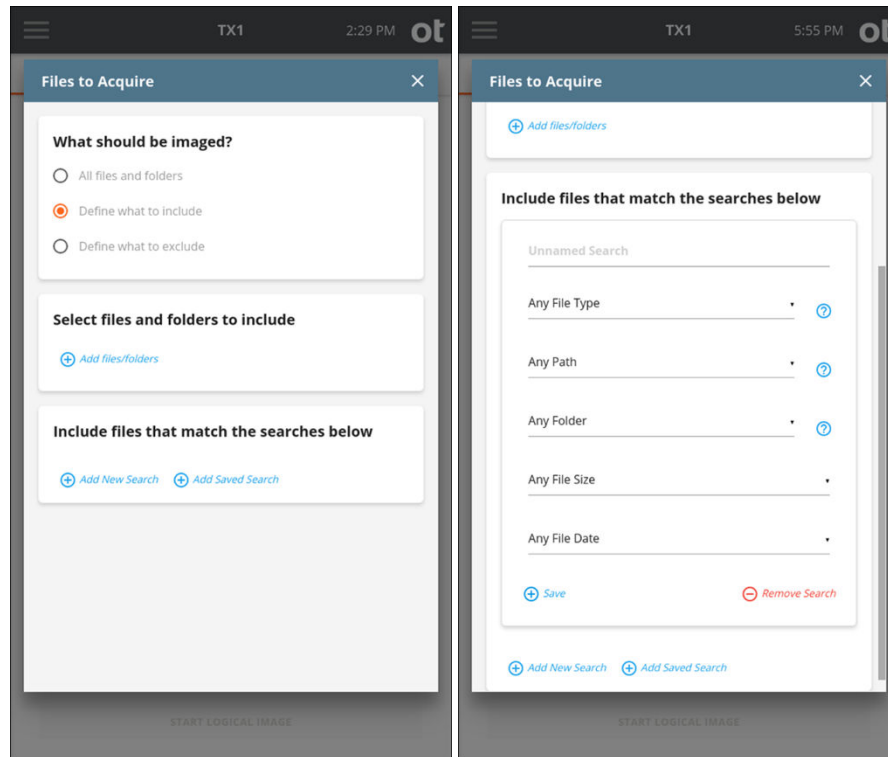 TX1
2:29 PM
ot
Files to Acquire
What should be imaged?
All files and folders
Define what to include
Define what to exclude
Select files and folders to include
Add files/folders
Include files that match the searches below
Add New Search
Add Saved Search
START LOGICAL IMAGE
TX1
5:55 PM
ot
Files to Acquire
Add files/folders
Include files that match the searches below
Unnamed Search
Any File Type
Any Path
Any Folder
Any File Size
Any File Date
Save
Remove Search
Add New Search
Add Saved Search
START LOGICAL IMAGE